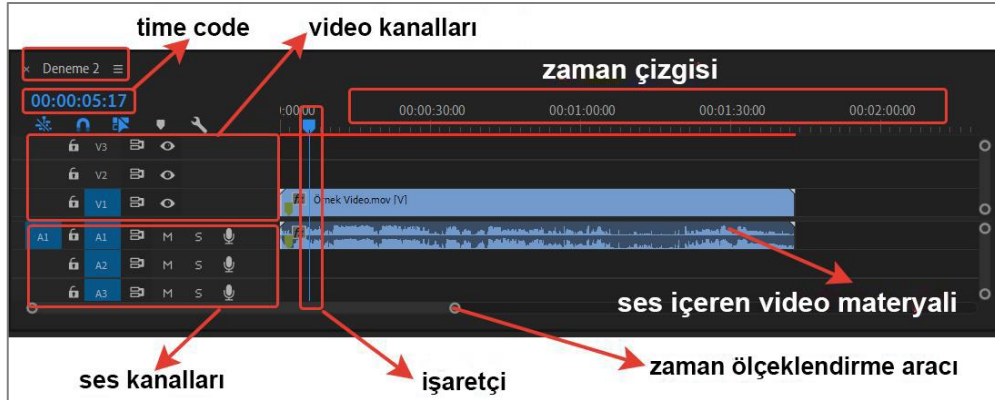 time code
video kanalları
× Deneme 2 ≡
zaman çizgisi
00:00:05:17
:00:00 00:00:30:00 00:01:00:00 00:01:30:00 00:02:00:00
V3
V2
V1 fx Örnek Video.mov [V]
A1 A1 M S fx
A2 M S
A3 M S
ses içeren video materyali
zaman ölçeklendirme aracı
ses kanalları
işaretçi